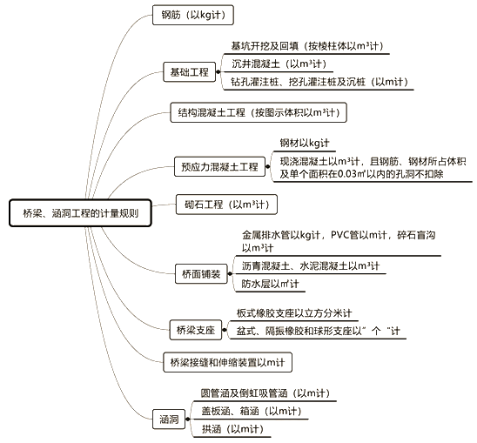 钢筋（以kg计）
基坑开挖及回填（按棱柱体以m³计）
沉井混凝土（以m³计）
钻孔灌注桩、挖孔灌注桩及沉桩（以m计）
基础工程
结构混凝土工程（按图示体积以m³计）
钢材以kg计
现浇混凝土以m³计，且钢筋、钢材所占体积
及单个面积在0.03㎡以内的孔洞不扣除
预应力混凝土工程
砌石工程（以m³计）
桥梁、涵洞工程的计量规则
金属排水管以kg计，PVC管以m计，碎石盲沟
以m³计
沥青混凝土、水泥混凝土以m³计
防水层以㎡计
桥面铺装
板式橡胶支座以立方分米计
盆式、隔振橡胶和球形支座以”个“计
桥梁支座
桥梁接缝和伸缩装置以m计
圆管涵及倒虹吸管涵（以m计）
盖板涵、箱涵（以m计）
拱涵（以m计）
涵洞